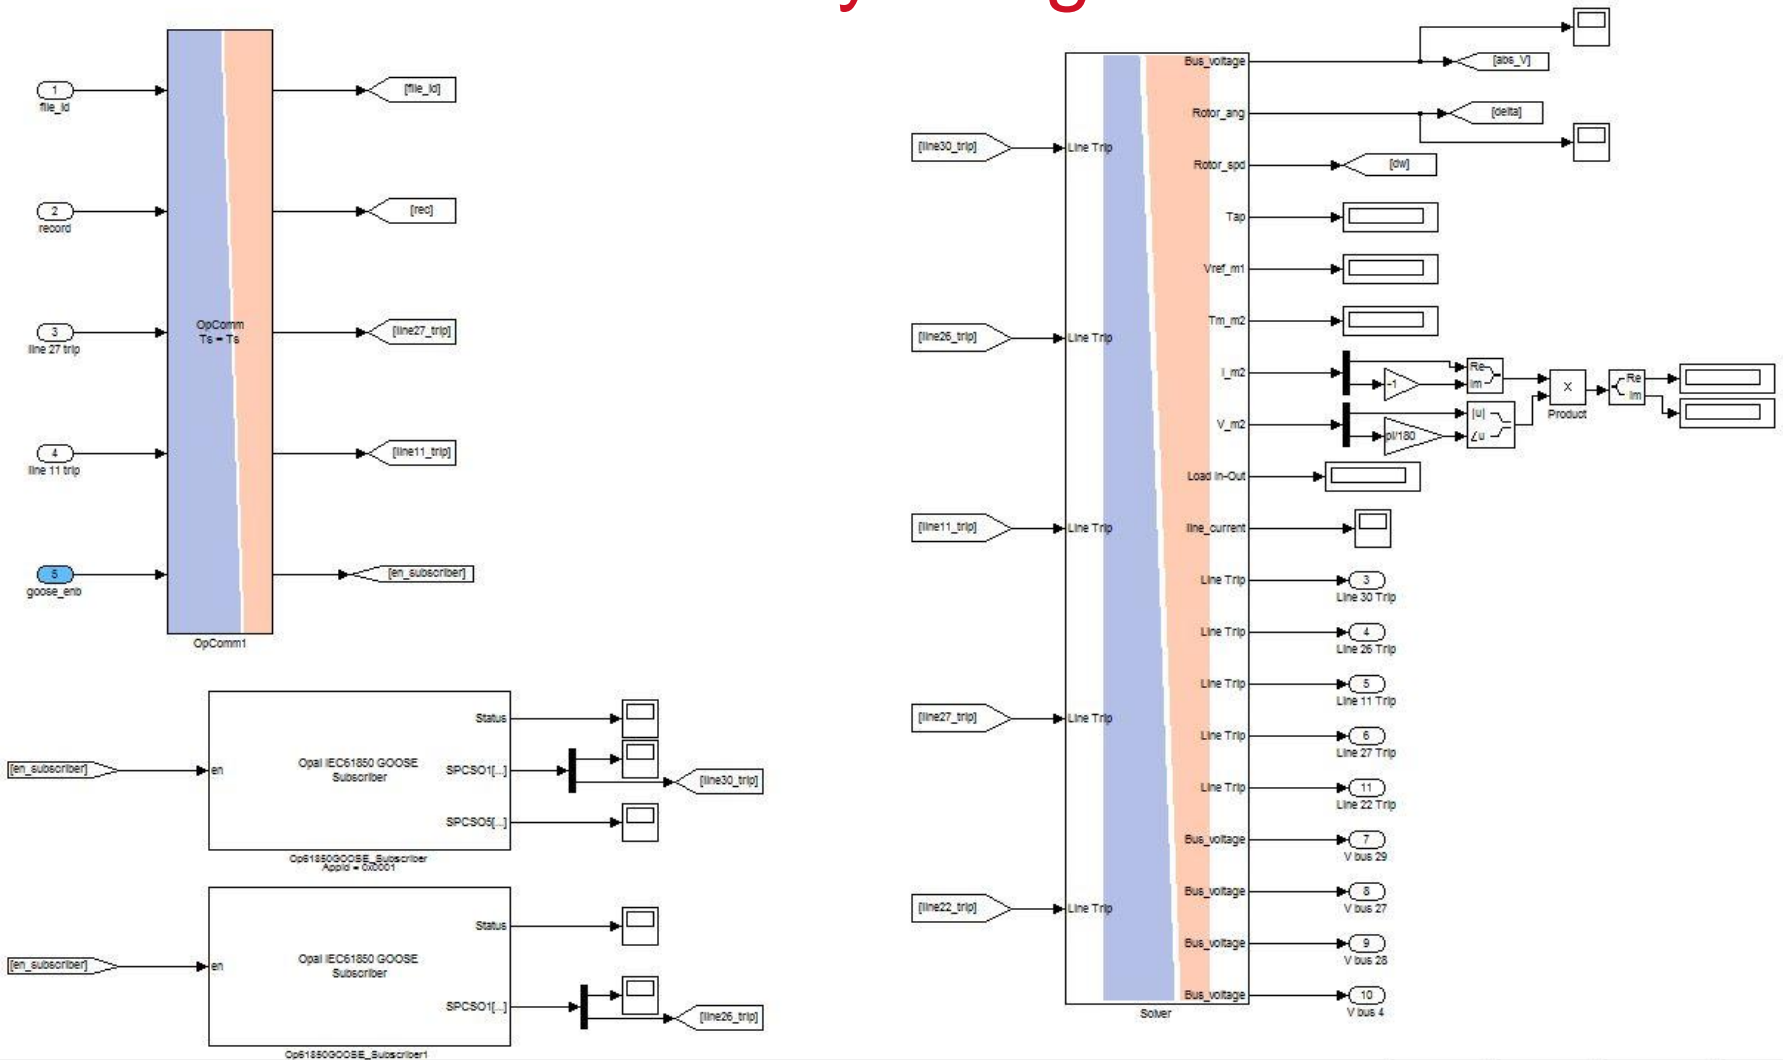 1
file_id
[file_id]
2
record
[rec]
3
line 27 trip
OpComm
Ts = Ts
[line27_trip]
4
line 11 trip
[line11_trip]
5
goose_enb
[en_subscriber]
OpComm1
[en_subscriber]
en
Opal IEC61850 GOOSE
Subscriber
Status
SPCSO1[...]
SPCSO5[...]
[line30_trip]
Op61850GOOSE_Subscriber
AppId = 0x0001
[en_subscriber]
en
Opal IEC61850 GOOSE
Subscriber
Status
SPCSO1[...]
[line26_trip]
Op61850GOOSE_Subscriber1
[line30_trip]
Line Trip
[line26_trip]
Line Trip
[line11_trip]
Line Trip
[line27_trip]
Line Trip
[line22_trip]
Line Trip
Solver
Bus_voltage
[abs_V]
Rotor_ang
[delta]
Rotor_spd
[dw]
Tap
Vref_m1
Tm_m2
I_m2
-1
Re
Im
V_m2
pi/180
|u|
∠u
X
Product
Re
Im
Load In-Out
line_current
Line Trip
3
Line 30 Trip
Line Trip
4
Line 26 Trip
Line Trip
5
Line 11 Trip
Line Trip
6
Line 27 Trip
Line Trip
11
Line 22 Trip
Bus_voltage
7
V bus 29
Bus_voltage
8
V bus 27
Bus_voltage
9
V bus 28
Bus_voltage
10
V bus 4